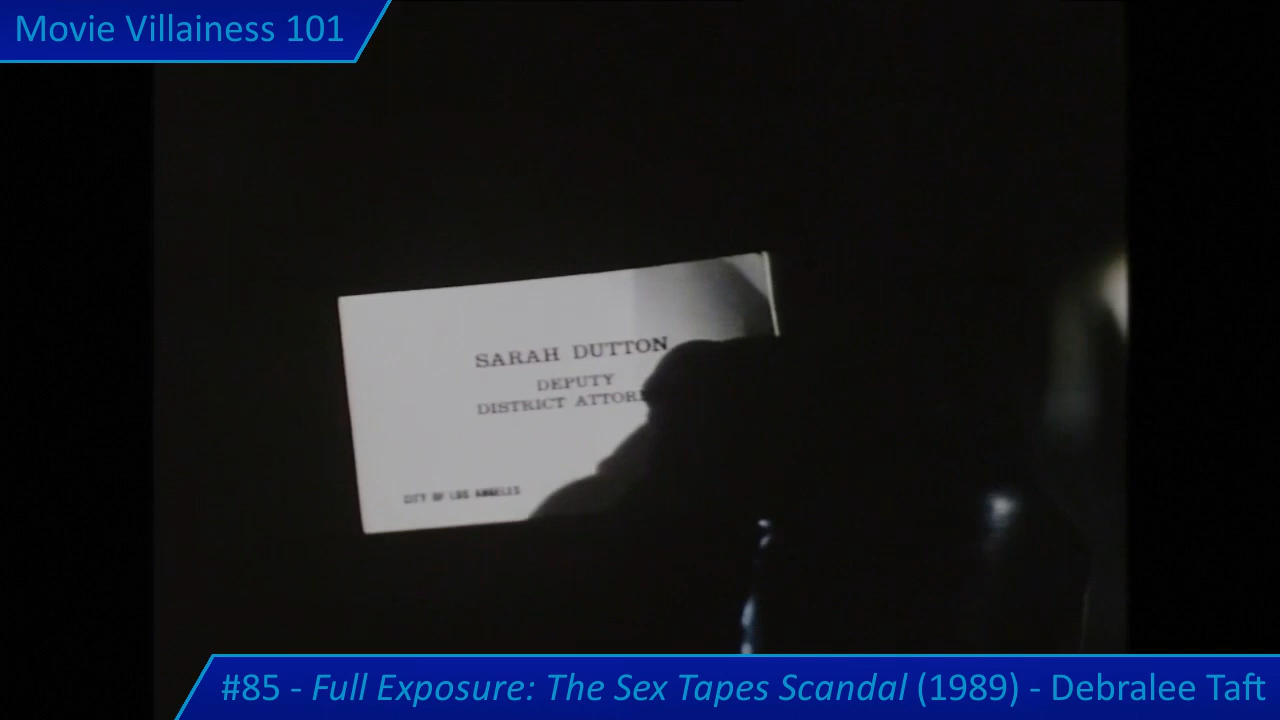 Movie Villainess 101
SARAH DUTTON
DEPUTY
DISTRICT ATTOR
CITY OF LOS ANGELES
#85 - Full Exposure: The Sex Tapes Scandal (1989) - Debralee Taft